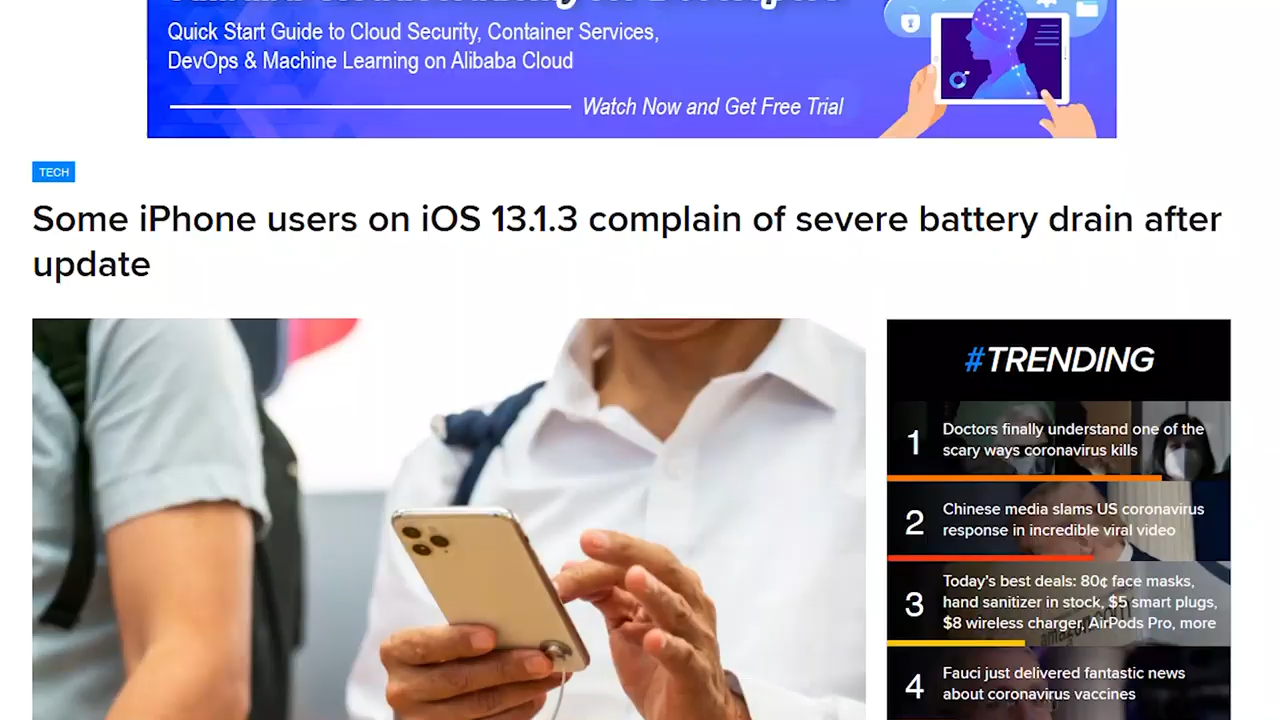 Quick Start Guide to Cloud Security, Container Services,
DevOps & Machine Learning on Alibaba Cloud
Watch Now and Get Free Trial
TECH
Some iPhone users on iOS 13.1.3 complain of severe battery drain after
update
#TRENDING
1
Doctors finally understand one of the
scary ways coronavirus kills
2
Chinese media slams US coronavirus
response in incredible viral video
3
Today's best deals: 80¢ face masks,
hand sanitizer in stock, $5 smart plugs,
$8 wireless charger, AirPods Pro, more
4
Fauci just delivered fantastic news
about coronavirus vaccines